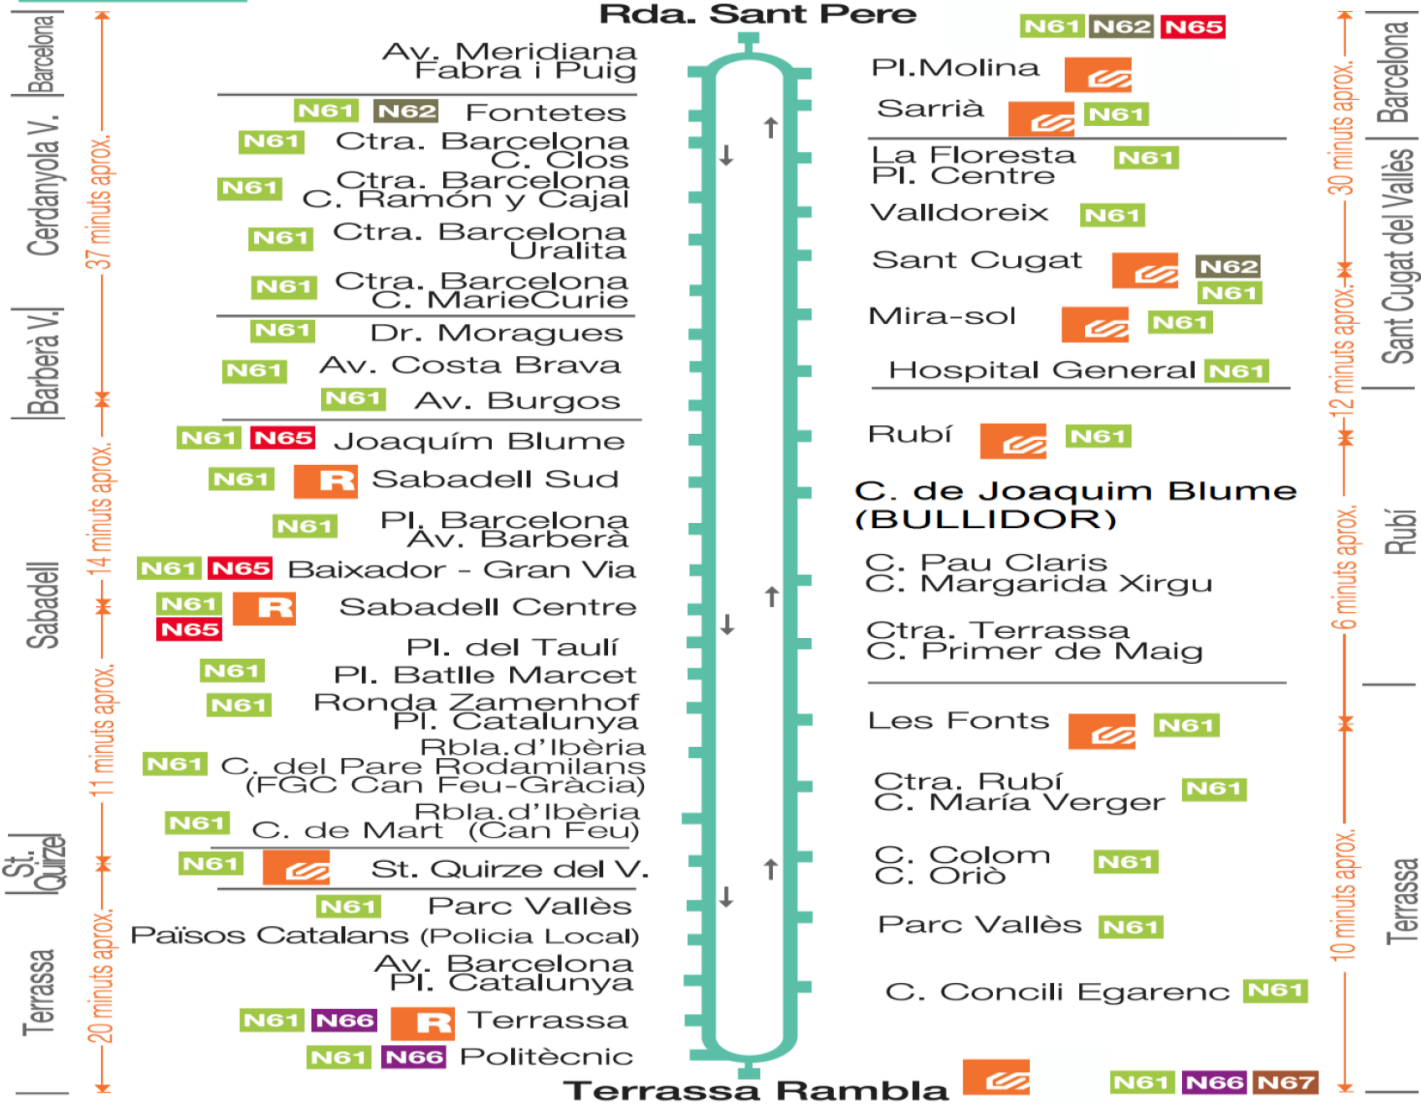 Rda. Sant Pere
N61 N62 N65
Barcelona
Cerdanyola V.
Barberà V.
Sabadell
St. Quirze
Terrassa
37 minuts aprox.
14 minuts aprox.
11 minuts aprox.
20 minuts aprox.
Av. Meridiana
Fabra i Puig
N61 N62 Fontetes
N61 Ctra. Barcelona
C. Clos
N61 Ctra. Barcelona
C. Ramón y Cajal
N61 Ctra. Barcelona
Uralita
N61 Ctra. Barcelona
C. MarieCurie
N61 Dr. Moragues
N61 Av. Costa Brava
N61 Av. Burgos
N61 N65 Joaquím Blume
N61 R Sabadell Sud
N61 Pl. Barcelona
Av. Barberà
N61 N65 Baixador - Gran Via
N61 R Sabadell Centre
N65
Pl. del Taulí
N61 Pl. Batlle Marcet
N61 Ronda Zamenhof
Pl. Catalunya
Rbla.d'Ibèria
N61 C. del Pare Rodamilans
(FGC Can Feu-Gràcia)
Rbla.d'Ibèria
N61 C. de Mart (Can Feu)
N61 St. Quirze del V.
N61 Parc Vallès
Països Catalans (Policia Local)
Av. Barcelona
Pl. Catalunya
N61 N66 R Terrassa
N61 N66 Politècnic
Pl.Molina
Sarrià N61
La Floresta N61
Pl. Centre
Valldoreix N61
Sant Cugat N62
N61
Mira-sol N61
Hospital General N61
Rubí N61
C. de Joaquim Blume
(BULLIDOR)
C. Pau Claris
C. Margarida Xirgu
Ctra. Terrassa
C. Primer de Maig
Les Fonts N61
Ctra. Rubí N61
C. María Verger
C. Colom N61
C. Oriò
Parc Vallès N61
C. Concili Egarenc N61
30 minuts aprox.
12 minuts aprox.
6 minuts aprox.
10 minuts aprox.
Barcelona
Sant Cugat del Vallès
Rubí
Terrassa
Terrassa Rambla N61 N66 N67